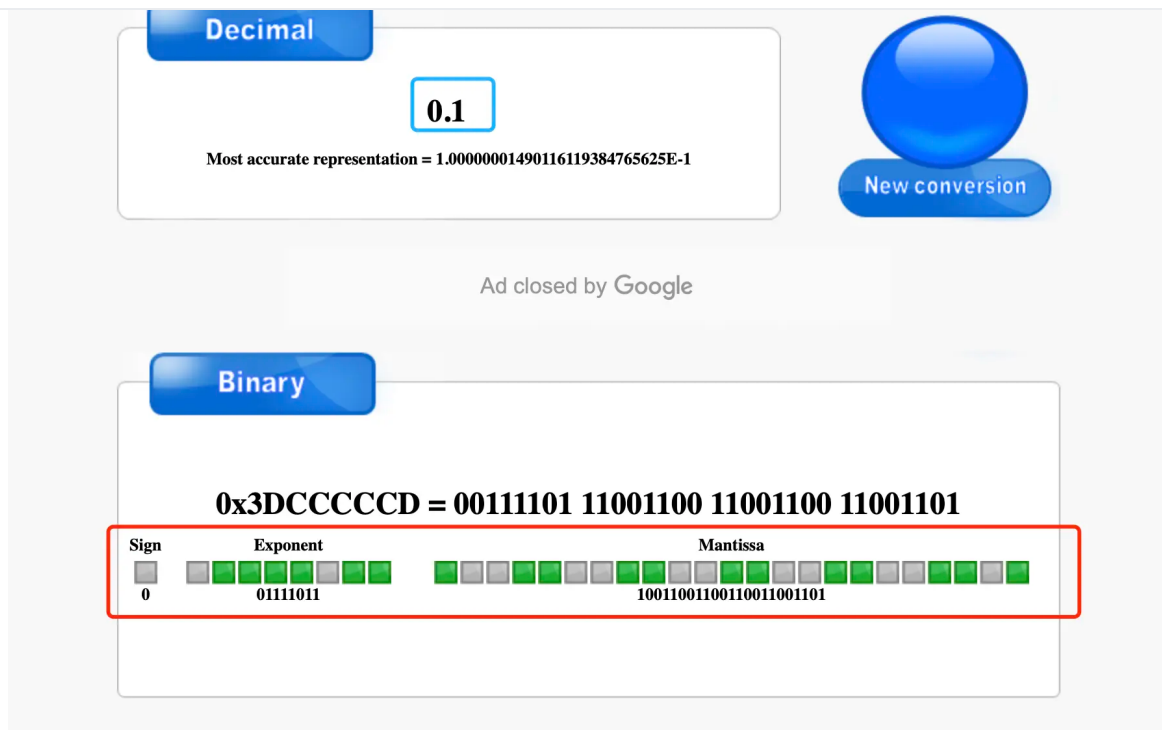 Decimal
0.1
Most accurate representation = 1.00000001490116119384765625E-1
New conversion
Ad closed by Google
Binary
0x3DCCCCCD = 00111101 11001100 11001100 11001101
Sign Exponent Mantissa
0 01111011 10011001100110011001101